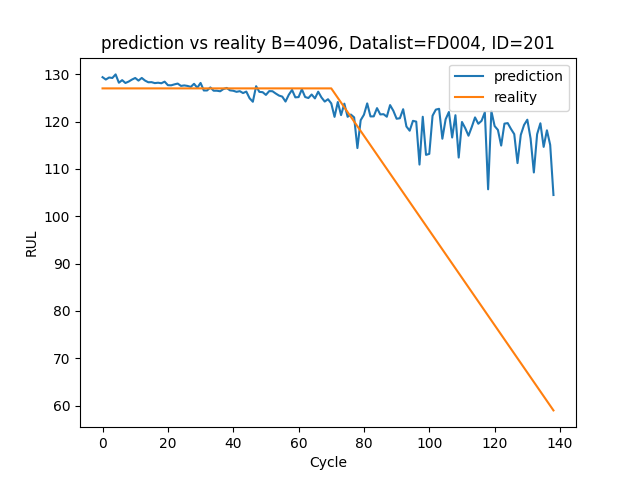 prediction vs reality B=4096, Datalist=FD004, ID=201
prediction
reality
RUL
130
120
110
100
90
80
70
60
0 20 40 60 80 100 120 140
Cycle